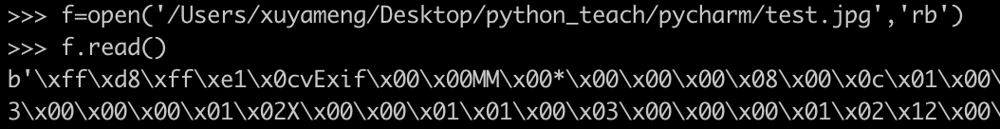 >>> f=open('/Users/xuyameng/Desktop/python_teach/pycharm/test.jpg','rb')
>>> f.read()
b'\xff\xd8\xff\xe1\x0cvExif\x00\x00MM\x00*\x00\x00\x00\x08\x00\x0c\x01\x00\
3\x00\x00\x00\x01\x02X\x00\x00\x01\x01\x00\x03\x00\x00\x00\x01\x02\x12\x00\